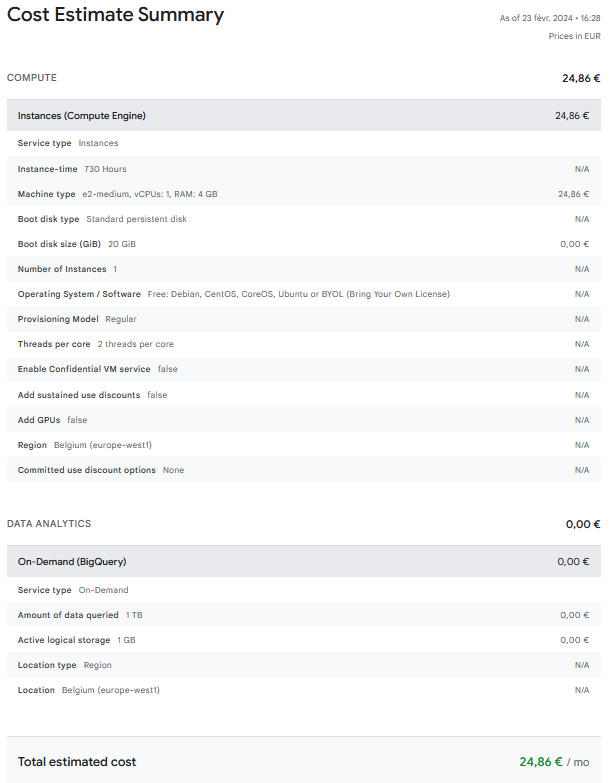 Cost Estimate Summary
As of 23 févr. 2024 • 16:28
Prices in EUR
COMPUTE 24,86 €
Instances (Compute Engine) 24,86 €
Service type Instances
Instance-time 730 Hours N/A
Machine type e2-medium, vCPUs: 1, RAM: 4 GB 24,86 €
Boot disk type Standard persistent disk N/A
Boot disk size (GiB) 20 GiB 0,00 €
Number of Instances 1 N/A
Operating System / Software Free: Debian, CentOS, CoreOS, Ubuntu or BYOL (Bring Your Own License) N/A
Provisioning Model Regular N/A
Threads per core 2 threads per core N/A
Enable Confidential VM service false N/A
Add sustained use discounts false N/A
Add GPUs false N/A
Region Belgium (europe-west1) N/A
Committed use discount options None N/A
DATA ANALYTICS 0,00 €
On-Demand (BigQuery) 0,00 €
Service type On-Demand
Amount of data queried 1 TB 0,00 €
Active logical storage 1 GB 0,00 €
Location type Region N/A
Location Belgium (europe-west1) N/A
Total estimated cost 24,86 € / mo